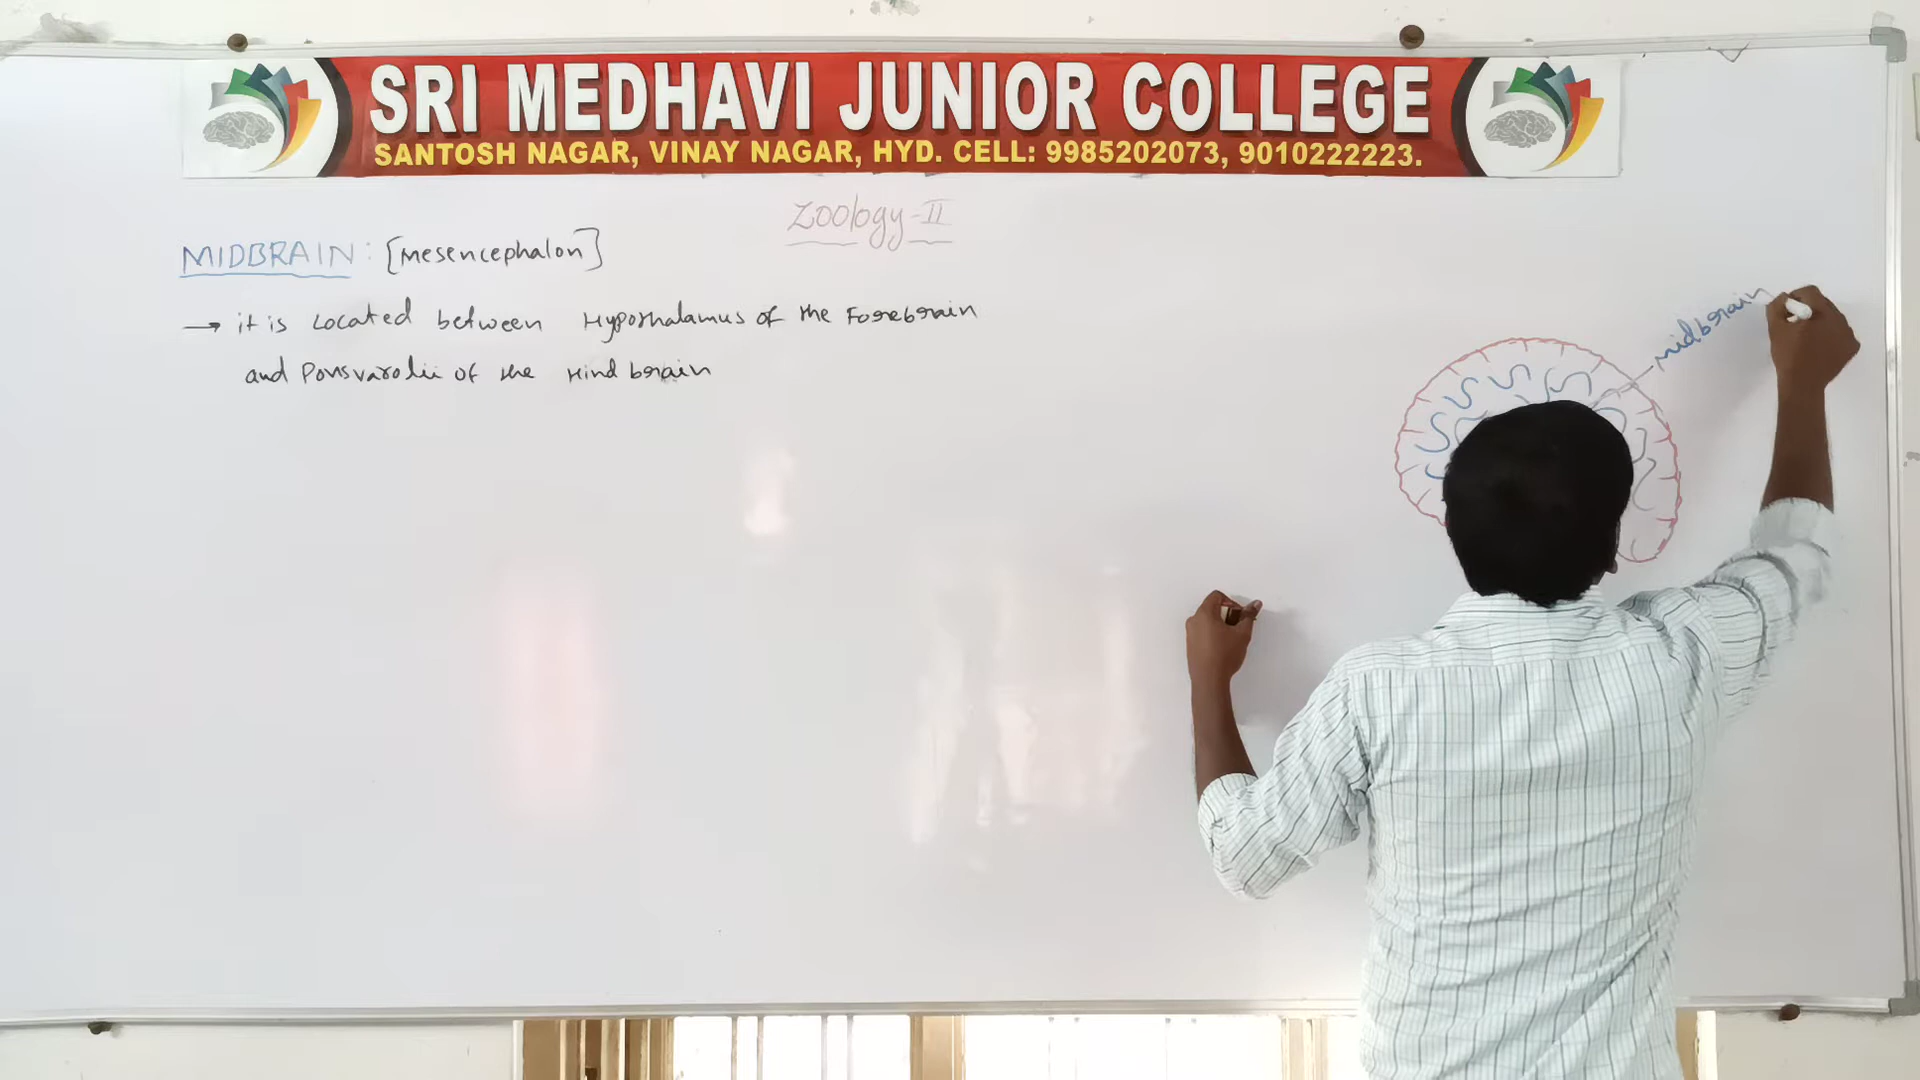 SRI MEDHAVI JUNIOR COLLEGE
SANTOSH NAGAR, VINAY NAGAR, HYD. CELL: 9985202073, 9010222223.
Zoology-II
MIDBRAIN: [Mesencephalon]
→ it is Located between Hypothalamus of the Forebrain
and Ponsvarolii of the Hind brain
midbrain